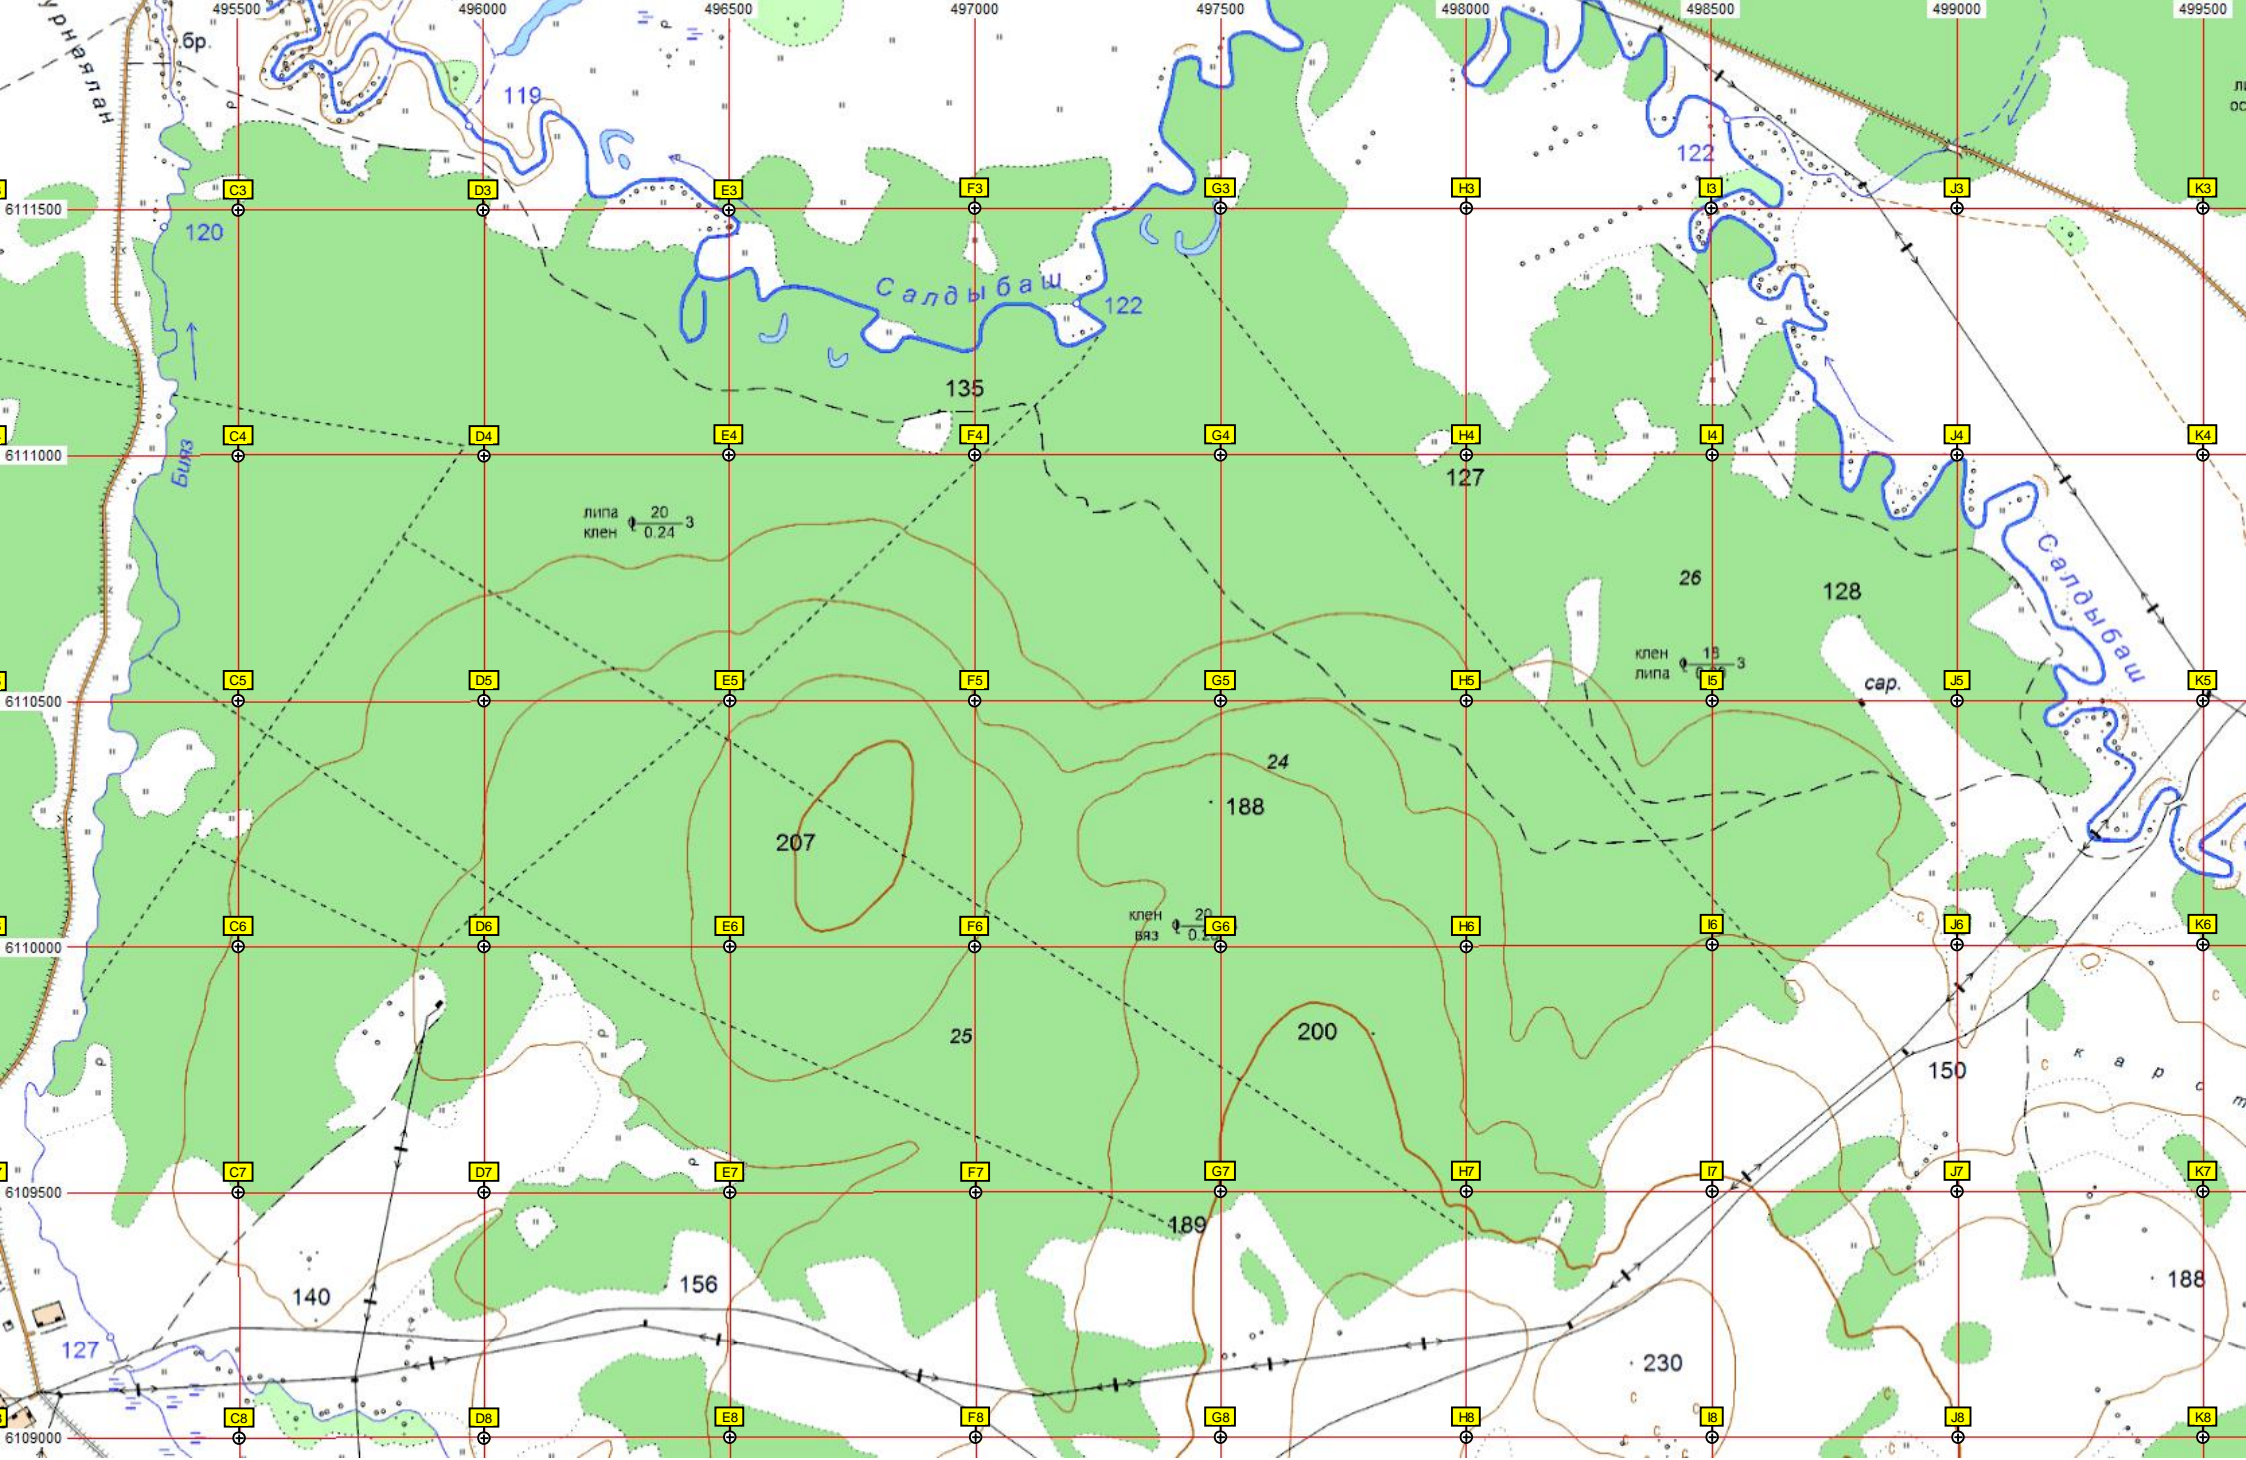 495500 496000 496500 497000 497500 498000 498500 499000 499500
урнаялан
бр.
119
122
C3 D3 E3 F3 G3 H3 I3 J3 K3
6111500
120
Салдыбаш
122
135
Бияз
C4 D4 E4 F4 G4 H4 I4 J4 K4
6111000
127
липа 20
клен 0.24 3
Салдыбаш
26
128
клен 18
липа 3
сар.
C5 D5 E5 F5 G5 H5 I5 J5 K5
6110500
24
188
207
клен 20
вяз
C6 D6 E6 F6 G6 H6 I6 J6 K6
6110000
25
200
150
к а р с т
C7 D7 E7 F7 G7 H7 I7 J7 K7
6109500
189
140
156
188
127
230
C8 D8 E8 F8 G8 H8 I8 J8 K8
6109000